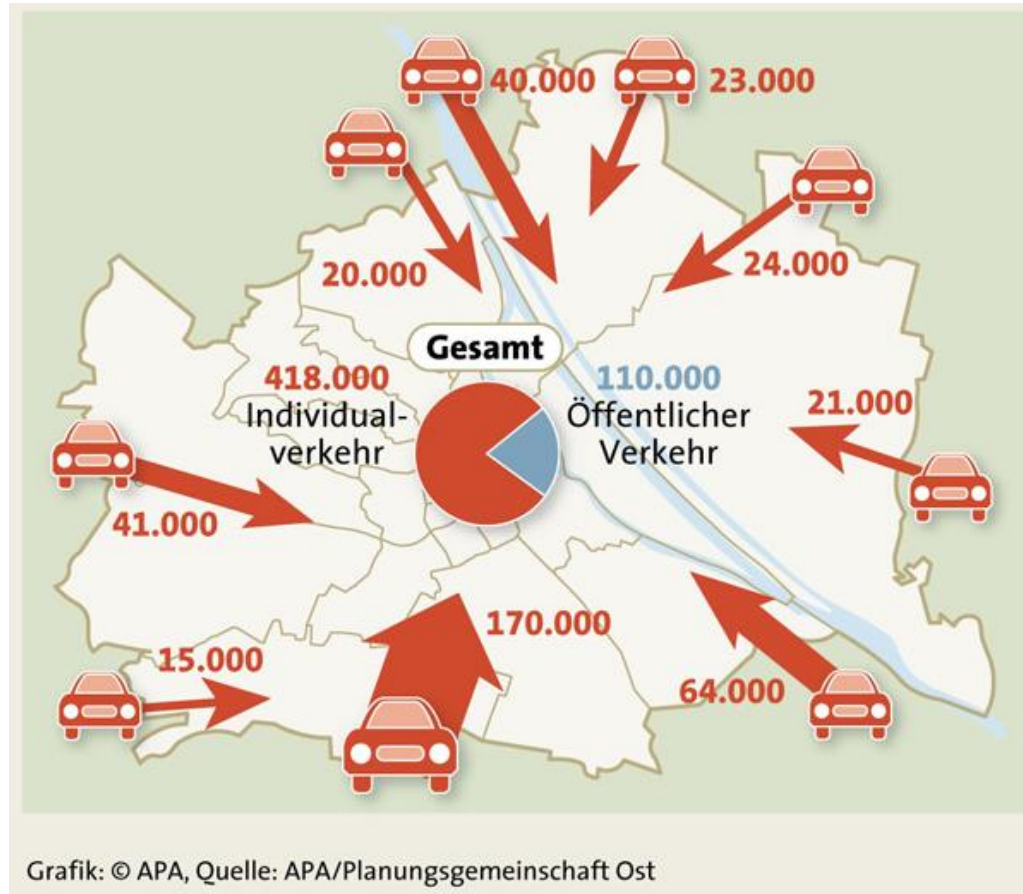 40.000
23.000
20.000
24.000
Gesamt
418.000
Individual-
verkehr
110.000
Öffentlicher
Verkehr
21.000
41.000
170.000
15.000
64.000
Grafik: © APA, Quelle: APA/Planungsgemeinschaft Ost